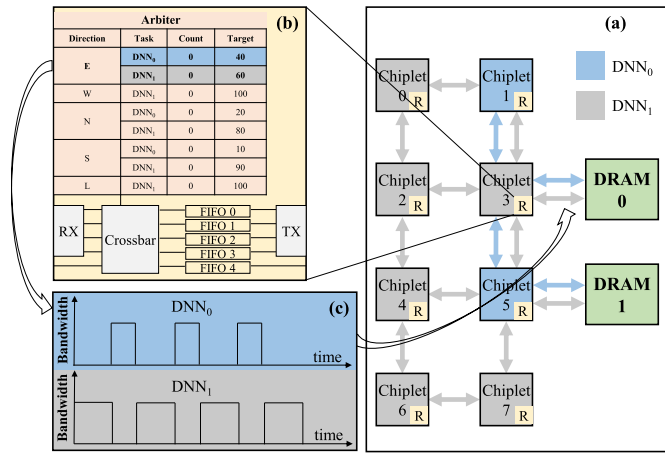 Arbiter (b)
Direction Task Count Target
E DNN0 0 40
DNN1 0 60
W DNN1 0 100
N DNN0 0 20
DNN1 0 80
S DNN0 0 10
DNN1 0 90
L DNN1 0 100
RX
Crossbar
FIFO 0
FIFO 1
FIFO 2
FIFO 3
FIFO 4
TX
(c)
DNN0
Bandwidth
time
DNN1
Bandwidth
time
(a)
DNN0
DNN1
Chiplet
0
R
Chiplet
1
R
Chiplet
2
R
Chiplet
3
R
DRAM
0
Chiplet
4
R
Chiplet
5
R
DRAM
1
Chiplet
6
R
Chiplet
7
R